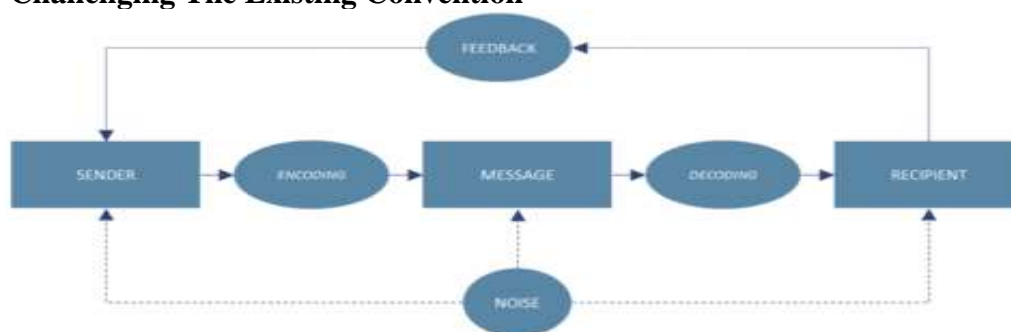 Challenging The Existing Convention
FEEDBACK
SENDER
ENCODING
MESSAGE
DECODING
RECIPIENT
NOISE